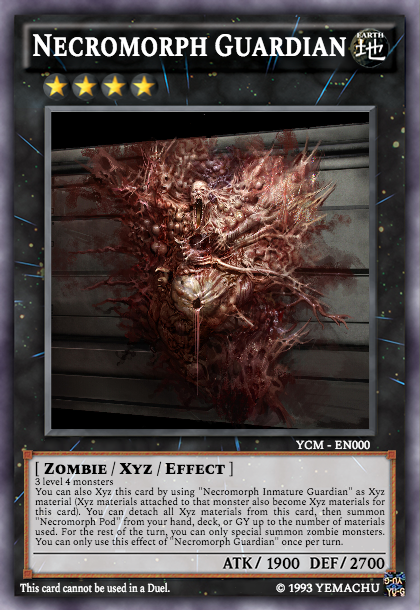 NECROMORPH GUARDIAN
EARTH
地
YCM - EN000
[ ZOMBIE / XYZ / EFFECT ]
3 level 4 monsters
You can also Xyz this card by using "Necromorph Inmature Guardian" as Xyz
material (Xyz materials attached to that monster also become Xyz materials for
this card). You can detach all Xyz materials from this card, then summon
"Necromorph Pod" from your hand, deck, or GY up to the number of materials
used. For the rest of the turn, you can only special summon zombie monsters.
You can only use this effect of "Necromorph Guardian" once per turn.
ATK / 1900 DEF / 2700
This card cannot be used in a Duel.
© 1993 YEMACHU